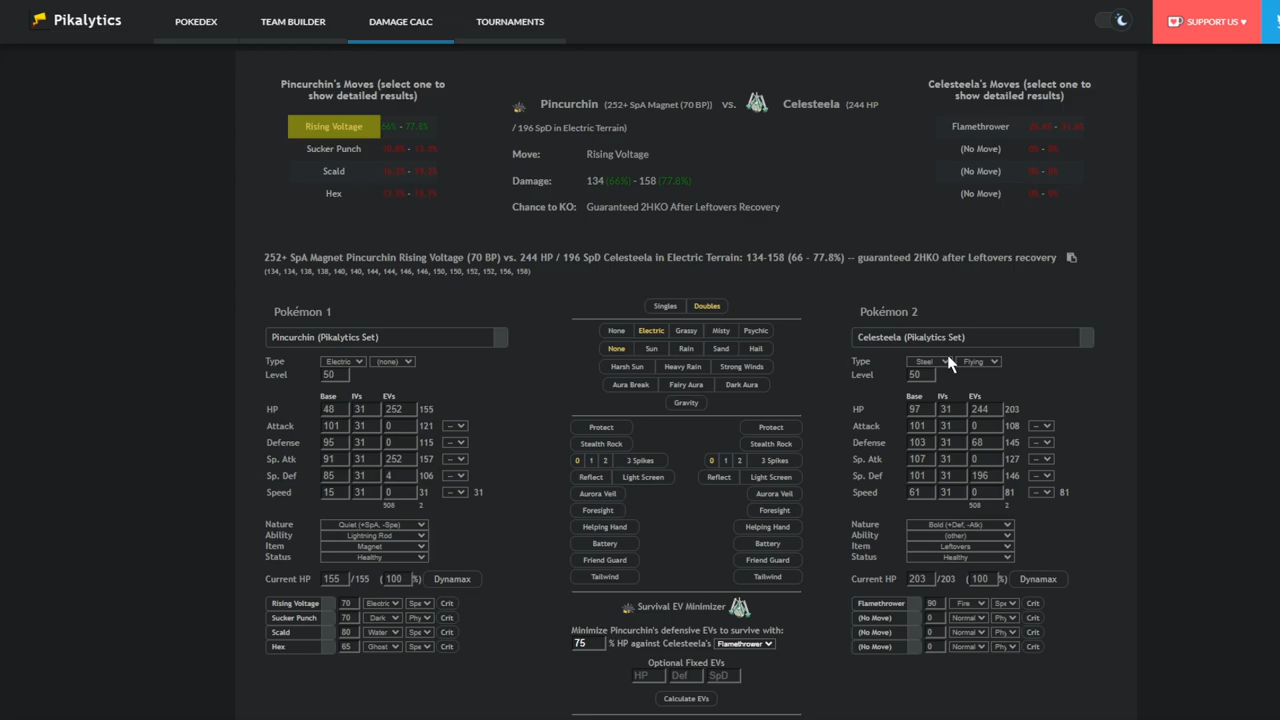 Pikalytics
POKEDEX
TEAM BUILDER
DAMAGE CALC
TOURNAMENTS
SUPPORT US ♥
Pincurchin's Moves (select one to
show detailed results)
Rising Voltage 66% - 77.8%
Sucker Punch
Scald
Hex
Pincurchin (252+ SpA Magnet (70 BP)) vs. Celesteela (244 HP
/ 196 SpD in Electric Terrain)
Move: Rising Voltage
Damage: 134 (66%) - 158 (77.8%)
Chance to KO: Guaranteed 2HKO After Leftovers Recovery
Celesteela's Moves (select one to
show detailed results)
Flamethrower
(No Move) 0% - 0%
(No Move) 0% - 0%
(No Move) 0% - 0%
252+ SpA Magnet Pincurchin Rising Voltage (70 BP) vs. 244 HP / 196 SpD Celesteela in Electric Terrain: 134-158 (66 - 77.8%) -- guaranteed 2HKO after Leftovers recovery
(134, 134, 138, 138, 140, 140, 144, 144, 146, 146, 150, 150, 152, 152, 156, 158)
Pokémon 1
Pincurchin (Pikalytics Set)
Type Electric (none)
Level 50
Base IVs EVs
HP 48 31 252 155
Attack 101 31 0 121 --
Defense 95 31 0 115 --
Sp. Atk 91 31 252 157 --
Sp. Def 85 31 4 106 --
Speed 15 31 0 31 -- 31
508 2
Nature Quiet (+SpA, -Spe)
Ability Lightning Rod
Item Magnet
Status Healthy
Current HP 155 /155 ( 100 %) Dynamax
Rising Voltage 70 Electric Spe Crit
Sucker Punch 70 Dark Phy Crit
Scald 80 Water Spe Crit
Hex 65 Ghost Spe Crit
Singles Doubles
None Electric Grassy Misty Psychic
None Sun Rain Sand Hail
Harsh Sun Heavy Rain Strong Winds
Aura Break Fairy Aura Dark Aura
Gravity
Protect Protect
Stealth Rock Stealth Rock
0 1 2 3 Spikes 0 1 2 3 Spikes
Reflect Light Screen Reflect Light Screen
Aurora Veil Aurora Veil
Foresight Foresight
Helping Hand Helping Hand
Battery Battery
Friend Guard Friend Guard
Tailwind Tailwind
Survival EV Minimizer
Minimize Pincurchin's defensive EVs to survive with:
75 % HP against Celesteela's Flamethrower
Optional Fixed EVs
HP Def SpD
Calculate EVs
Pokémon 2
Celesteela (Pikalytics Set)
Type Steel Flying
Level 50
Base IVs EVs
HP 97 31 244 203
Attack 101 31 0 108 --
Defense 103 31 68 145 --
Sp. Atk 107 31 0 127 --
Sp. Def 101 31 196 146 --
Speed 61 31 0 81 -- 81
508 2
Nature Bold (+Def, -Atk)
Ability (other)
Item Leftovers
Status Healthy
Current HP 203 /203 ( 100 %) Dynamax
Flamethrower 90 Fire Spe Crit
(No Move) 0 Normal Phy Crit
(No Move) 0 Normal Phy Crit
(No Move) 0 Normal Phy Crit